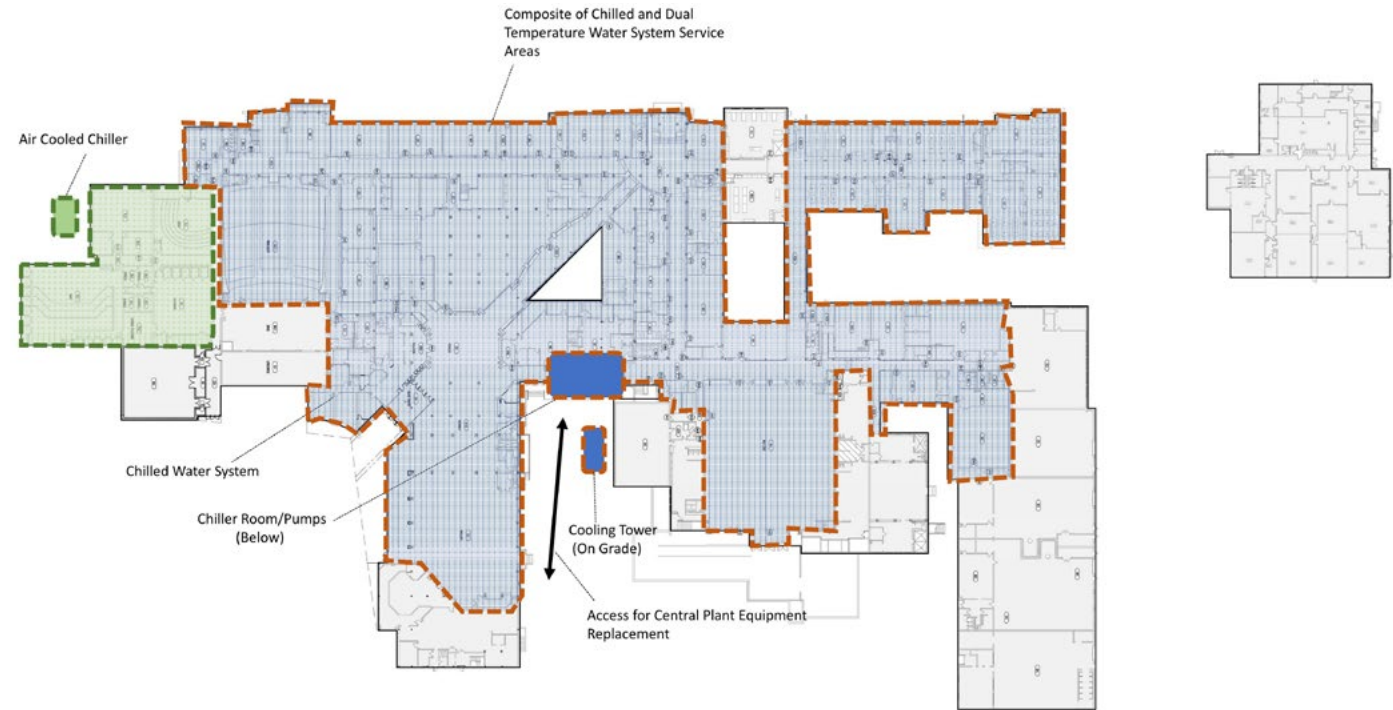 Composite of Chilled and Dual
Temperature Water System Service
Areas
Air Cooled Chiller
Chilled Water System
Chiller Room/Pumps
(Below)
Cooling Tower
(On Grade)
Access for Central Plant Equipment
Replacement